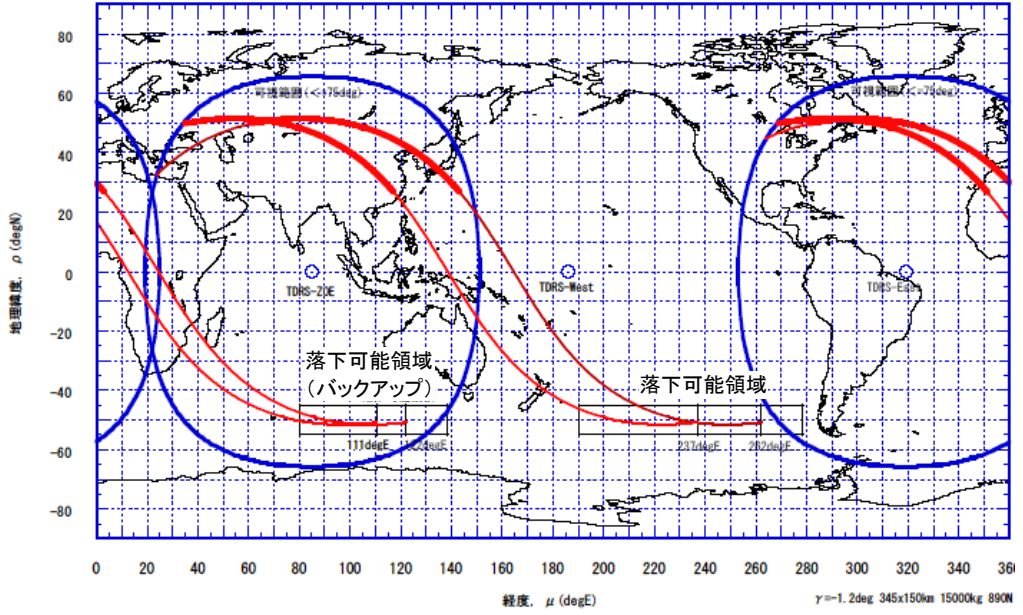 80
60
40
20
0
-20
-40
-60
-80
地理緯度, ρ (degN)
可視範囲(<=75deg)
可視範囲(<=75deg)
TDRS-ZOE
TDRS-West
TDRS-East
落下可能領域
(バックアップ)
落下可能領域
111degE
122degE
237degE
262degE
0 20 40 60 80 100 120 140 160 180 200 220 240 260 280 300 320 340 360
経度, μ (degE)
γ=-1.2deg 345x150km 15000kg 890N